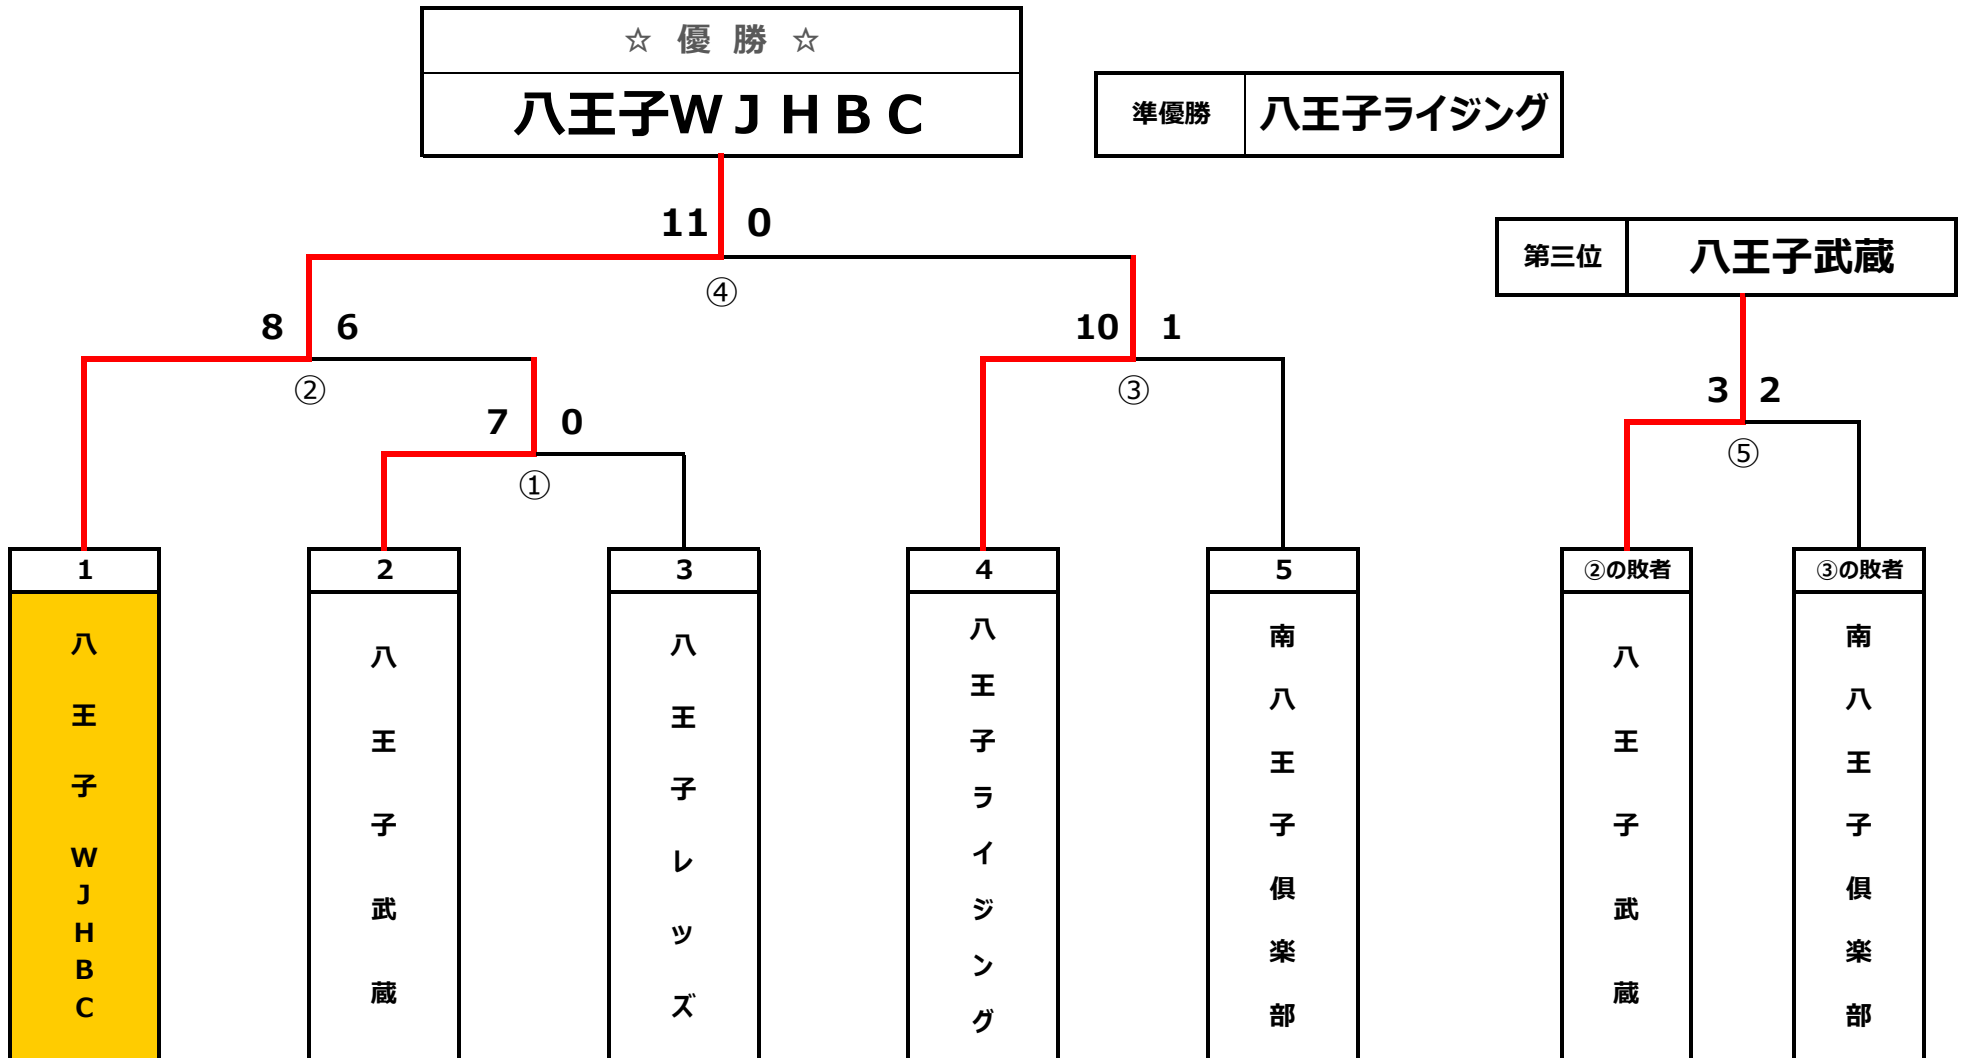 ☆ 優 勝 ☆
八王子ＷＪＨＢＣ
準優勝 八王子ライジング
11 0
第三位 八王子武蔵
④
8 6
10 1
②
③
3 2
7 0
⑤
①
1
2
3
4
5
②の敗者
③の敗者
八王子ＷＪＨＢＣ
八王子武蔵
八王子レッズ
八王子ライジング
南八王子倶楽部
八王子武蔵
南八王子倶楽部